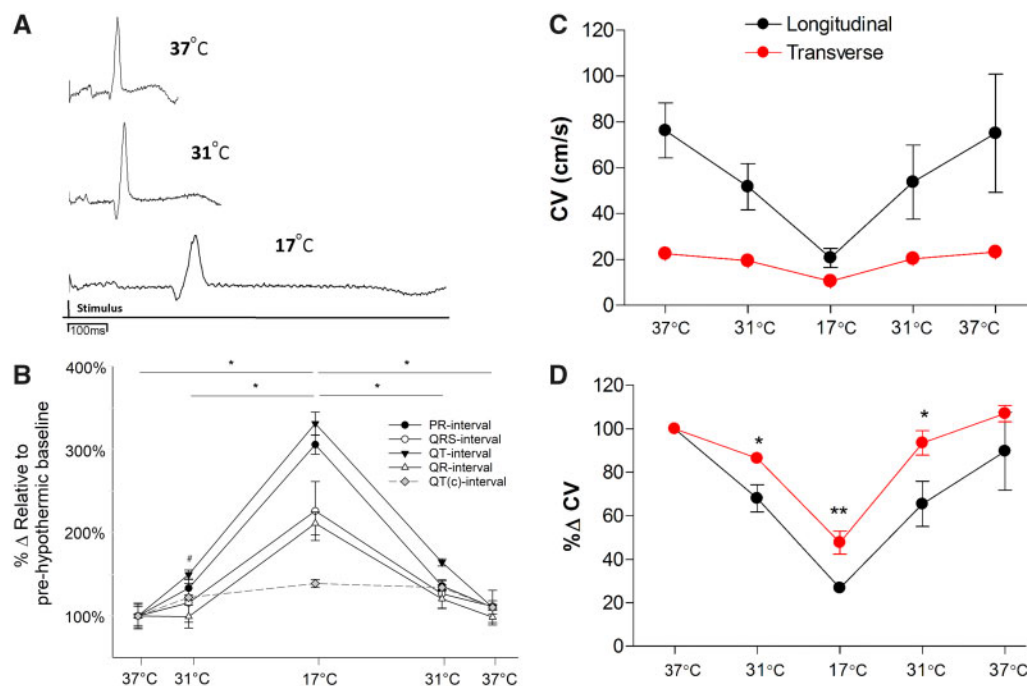 A
37°C
31°C
17°C
Stimulus
100ms
B
% Δ Relative to
pre-hypothermic baseline
400%
300%
200%
100%
*
*
*
*
#
PR-interval
QRS-interval
QT-interval
QR-interval
QT(c)-interval
37°C
31°C
17°C
31°C
37°C
C
Longitudinal
Transverse
CV (cm/s)
120
100
80
60
40
20
0
37°C
31°C
17°C
31°C
37°C
D
%Δ CV
120
100
80
60
40
20
0
*
**
*
37°C
31°C
17°C
31°C
37°C